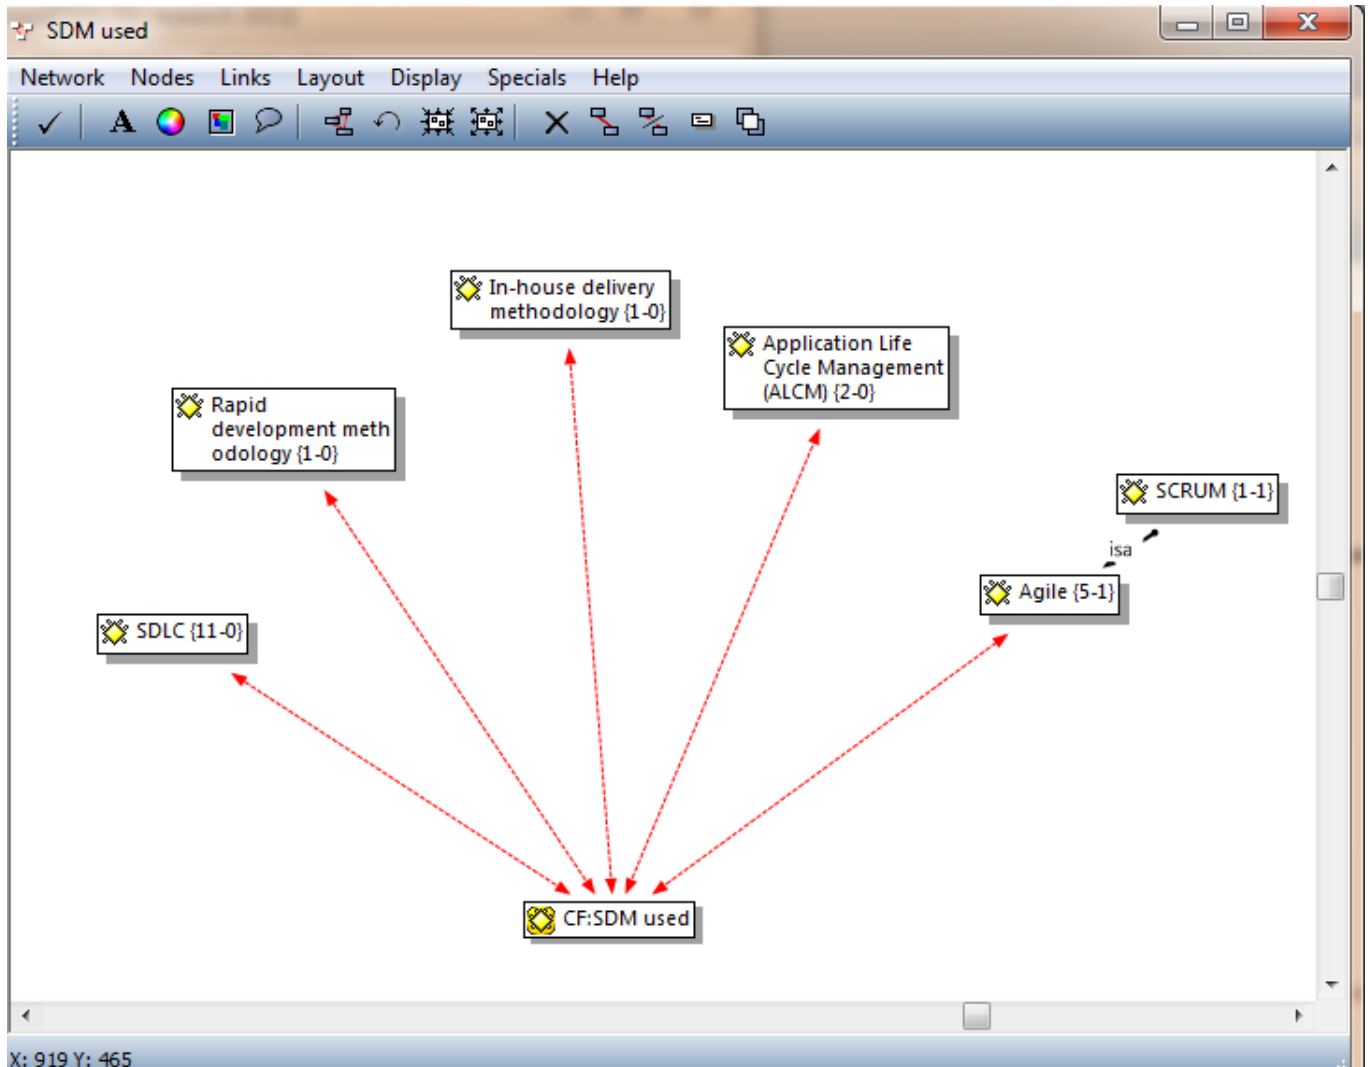 SDM used
Network Nodes Links Layout Display Specials Help
In-house delivery
methodology {1-0}
Application Life
Cycle Management
(ALCM) {2-0}
Rapid
development meth
odology {1-0}
SCRUM {1-1}
isa
Agile {5-1}
SDLC {11-0}
CF:SDM used
X: 919 Y: 465